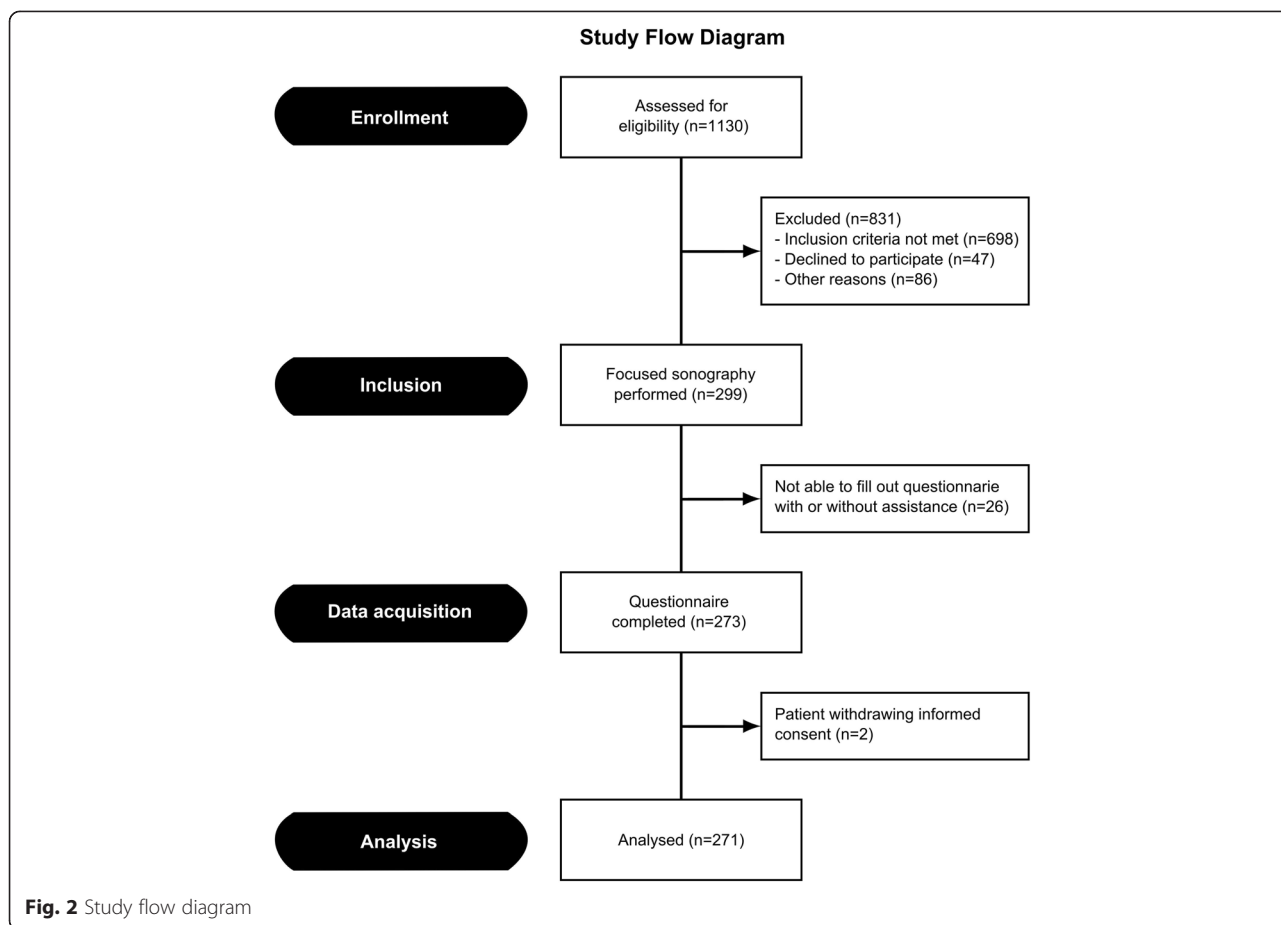 Study Flow Diagram
Enrollment
Assessed for
eligibility (n=1130)
Excluded (n=831)
- Inclusion criteria not met (n=698)
- Declined to participate (n=47)
- Other reasons (n=86)
Inclusion
Focused sonography
performed (n=299)
Not able to fill out questionnarie
with or without assistance (n=26)
Data acquisition
Questionnaire
completed (n=273)
Patient withdrawing informed
consent (n=2)
Analysis
Analysed (n=271)
Fig. 2 Study flow diagram